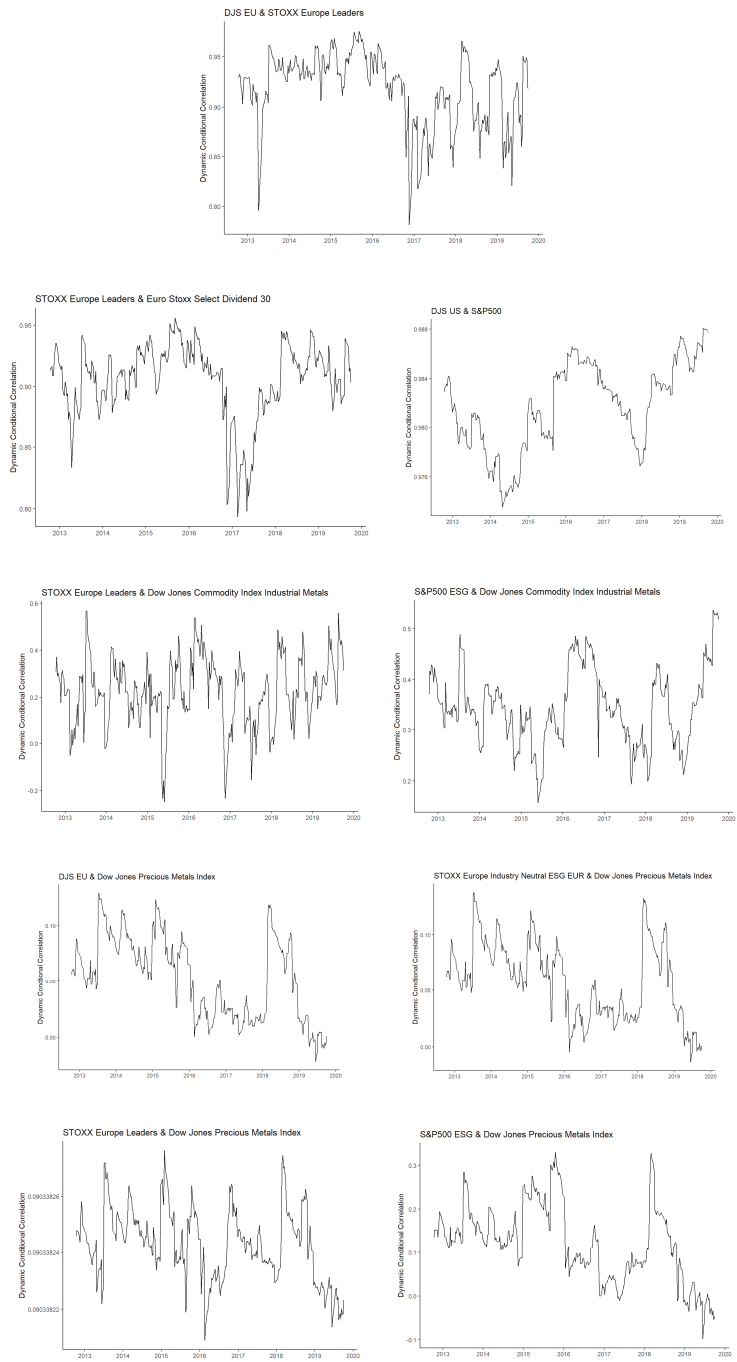 DJS EU & STOXX Europe Leaders
Dynamic Conditional Correlation
0.95
0.90
0.85
0.80
2013 2014 2015 2016 2017 2018 2019 2020
STOXX Europe Leaders & Euro Stoxx Select Dividend 30
Dynamic Conditional Correlation
0.95
0.90
0.85
0.80
2013 2014 2015 2016 2017 2018 2019 2020
DJS US & S&P500
Dynamic Conditional Correlation
0.988
0.984
0.980
0.976
2013 2014 2015 2016 2017 2018 2019 2020
STOXX Europe Leaders & Dow Jones Commodity Index Industrial Metals
Dynamic Conditional Correlation
0.6
0.4
0.2
0.0
-0.2
2013 2014 2015 2016 2017 2018 2019 2020
S&P500 ESG & Dow Jones Commodity Index Industrial Metals
Dynamic Conditional Correlation
0.5
0.4
0.3
0.2
2013 2014 2015 2016 2017 2018 2019 2020
DJS EU & Dow Jones Precious Metals Index
Dynamic Conditional Correlation
0.10
0.05
0.00
2013 2014 2015 2016 2017 2018 2019 2020
STOXX Europe Industry Neutral ESG EUR & Dow Jones Precious Metals Index
Dynamic Conditional Correlation
0.10
0.05
0.00
2013 2014 2015 2016 2017 2018 2019 2020
STOXX Europe Leaders & Dow Jones Precious Metals Index
Dynamic Conditional Correlation
0.09033826
0.09033824
0.09033822
2013 2014 2015 2016 2017 2018 2019 2020
S&P500 ESG & Dow Jones Precious Metals Index
Dynamic Conditional Correlation
0.3
0.2
0.1
0.0
-0.1
2013 2014 2015 2016 2017 2018 2019 2020